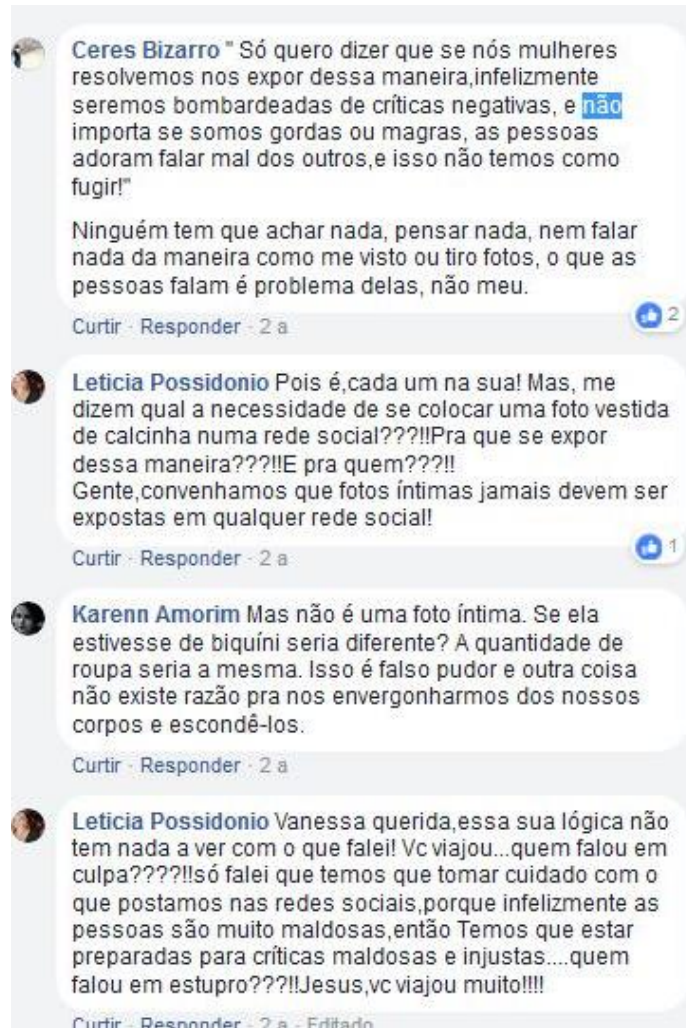 Ceres Bizarro " Só quero dizer que se nós mulheres
resolvemos nos expor dessa maneira,infelizmente
seremos bombardeadas de críticas negativas, e não
importa se somos gordas ou magras, as pessoas
adoram falar mal dos outros,e isso não temos como
fugir!"
Ninguém tem que achar nada, pensar nada, nem falar
nada da maneira como me visto ou tiro fotos, o que as
pessoas falam é problema delas, não meu.
2
Curtir · Responder · 2 a
Leticia Possidonio Pois é,cada um na sua! Mas, me
dizem qual a necessidade de se colocar uma foto vestida
de calcinha numa rede social???!!Pra que se expor
dessa maneira???!!E pra quem???!!
Gente,convenhamos que fotos íntimas jamais devem ser
expostas em qualquer rede social!
1
Curtir · Responder · 2 a
Karenn Amorim Mas não é uma foto íntima. Se ela
estivesse de biquíni seria diferente? A quantidade de
roupa seria a mesma. Isso é falso pudor e outra coisa
não existe razão pra nos envergonharmos dos nossos
corpos e escondê-los.
Curtir · Responder · 2 a
Leticia Possidonio Vanessa querida,essa sua lógica não
tem nada a ver com o que falei! Vc viajou...quem falou em
culpa????!!só falei que temos que tomar cuidado com o
que postamos nas redes sociais,porque infelizmente as
pessoas são muito maldosas,então Temos que estar
preparadas para críticas maldosas e injustas....quem
falou em estupro???!!Jesus,vc viajou muito!!!!
Curtir · Responder · 2 a · Editado